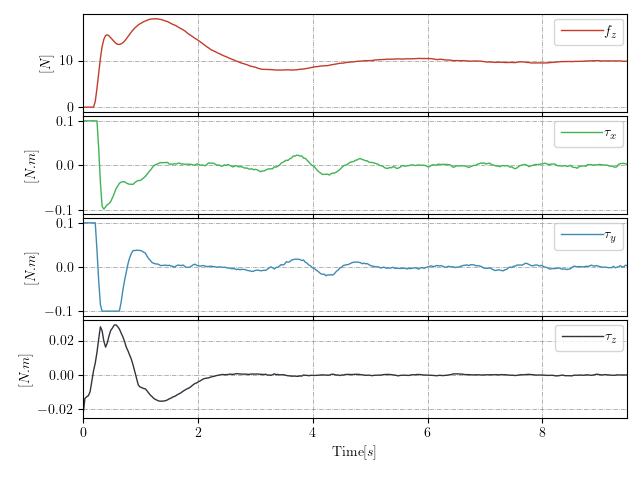 f_z
10
[N]
0
0.1
τ_x
0.0
[N.m]
−0.1
0.1
τ_y
0.0
[N.m]
−0.1
τ_z
0.02
0.00
[N.m]
−0.02
0 2 4 6 8
Time[s]